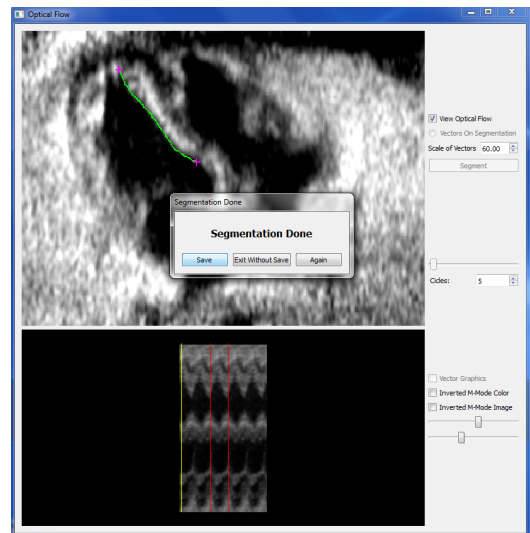 Optical Flow
View Optical Flow
Vectors On Segmentation
Scale of Vectors 60.00
Segment
Segmentation Done
Segmentation Done
Save Exit Without Save Again
Cicles: 5
Vector Graphics
Inverted M-Mode Color
Inverted M-Mode Image